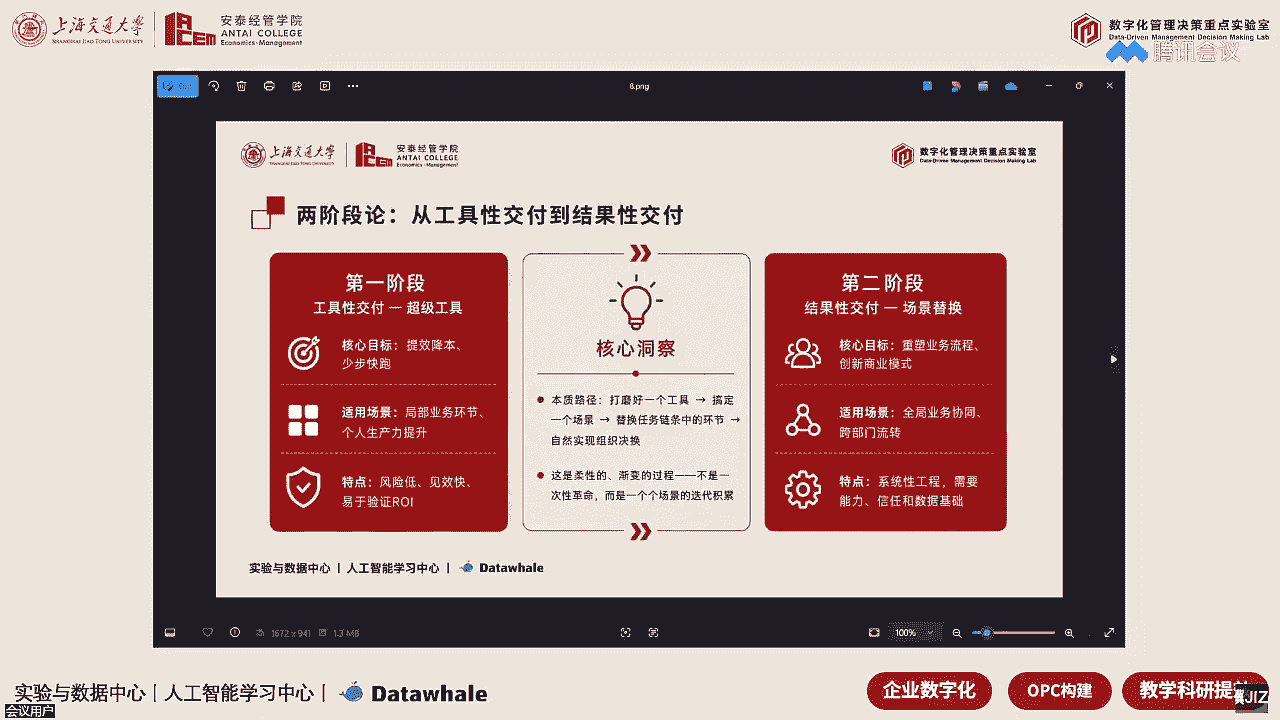 上海交通大学
SHANGHAI JIAO TONG UNIVERSITY
ACEM
安泰经管学院
ANTAI COLLEGE
Economics·Management
数字化管理决策重点实验室
Data-Driven Management Decision Making Lab
腾讯会议
8.png
上海交通大学
SHANGHAI JIAO TONG UNIVERSITY
ACEM
安泰经管学院
ANTAI COLLEGE
Economics·Management
数字化管理决策重点实验室
Data-Driven Management Decision Making Lab
两阶段论：从工具性交付到结果性交付
第一阶段
工具性交付 — 超级工具
核心目标：提效降本、
少步快跑
适用场景：局部业务环节、
个人生产力提升
特点：风险低、见效快、
易于验证ROI
核心洞察
本质路径：打磨好一个工具 → 搞定
一个场景 → 替换任务链条中的环节 →
自然实现组织决换
这是柔性的、渐变的过程——不是一
次性革命，而是一个个场景的迭代积累
第二阶段
结果性交付 — 场景替换
核心目标：重塑业务流程、
创新商业模式
适用场景：全局业务协同、
跨部门流转
特点：系统性工程，需要
能力、信任和数据基础
实验与数据中心 | 人工智能学习中心 | Datawhale
1672 x 941
1.3 MB
100%
实验与数据中心 | 人工智能学习中心 | Datawhale
企业数字化
OPC构建
教学科研提
会议用户
JIZ